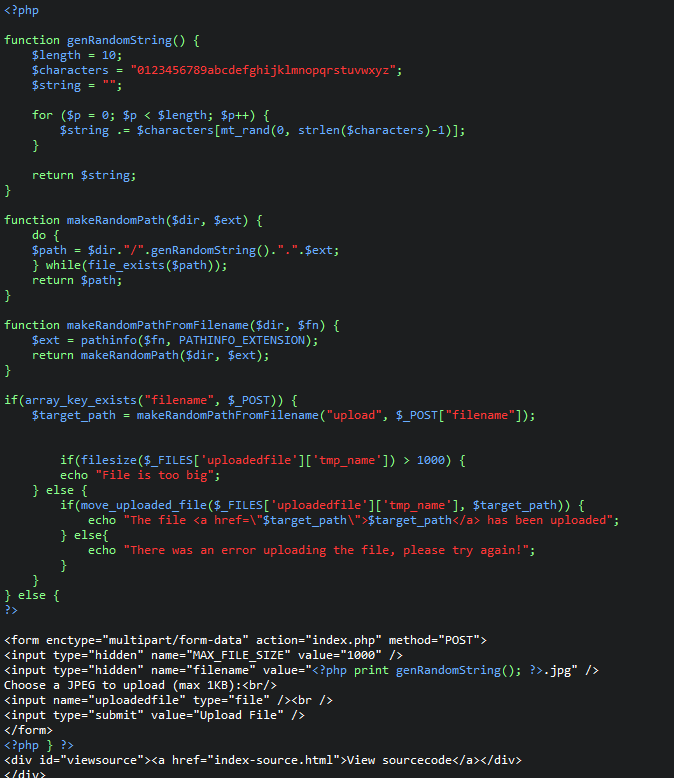 <?php

function genRandomString() {
    $length = 10;
    $characters = "0123456789abcdefghijklmnopqrstuvwxyz";
    $string = "";

    for ($p = 0; $p < $length; $p++) {
        $string .= $characters[mt_rand(0, strlen($characters)-1)];
    }

    return $string;
}

function makeRandomPath($dir, $ext) {
    do {
    $path = $dir."/".genRandomString().".".$ext;
    } while(file_exists($path));
    return $path;
}

function makeRandomPathFromFilename($dir, $fn) {
    $ext = pathinfo($fn, PATHINFO_EXTENSION);
    return makeRandomPath($dir, $ext);
}

if(array_key_exists("filename", $_POST)) {
    $target_path = makeRandomPathFromFilename("upload", $_POST["filename"]);


        if(filesize($_FILES['uploadedfile']['tmp_name']) > 1000) {
        echo "File is too big";
    } else {
        if(move_uploaded_file($_FILES['uploadedfile']['tmp_name'], $target_path)) {
            echo "The file <a href=\"$target_path\">$target_path</a> has been uploaded";
        } else{
            echo "There was an error uploading the file, please try again!";
        }
    }
} else {
?>

<form enctype="multipart/form-data" action="index.php" method="POST">
<input type="hidden" name="MAX_FILE_SIZE" value="1000" />
<input type="hidden" name="filename" value="<?php print genRandomString(); ?>.jpg" />
Choose a JPEG to upload (max 1KB):<br/>
<input name="uploadedfile" type="file" /><br />
<input type="submit" value="Upload File" />
</form>
<?php } ?>
<div id="viewsource"><a href="index-source.html">View sourcecode</a></div>
</div>